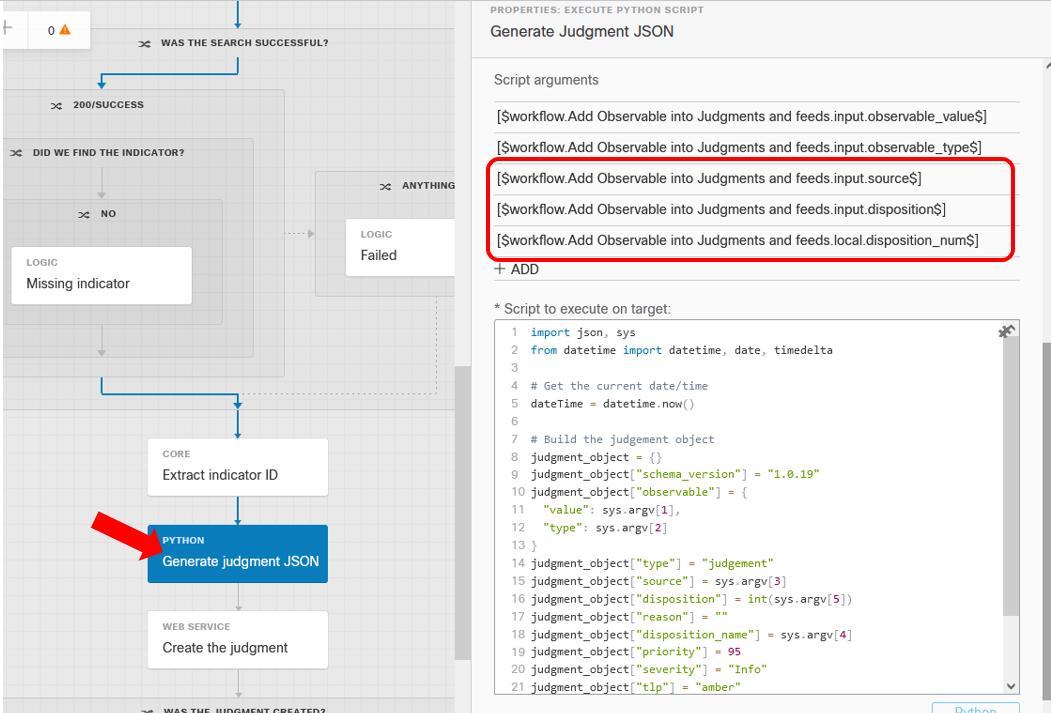 0
WAS THE SEARCH SUCCESSFUL?
200/SUCCESS
DID WE FIND THE INDICATOR?
NO
LOGIC
Missing indicator
ANYTHING
LOGIC
Failed
CORE
Extract indicator ID
PYTHON
Generate judgment JSON
WEB SERVICE
Create the judgment
WAS THE JUDGMENT CREATED?
PROPERTIES: EXECUTE PYTHON SCRIPT
Generate Judgment JSON
Script arguments
[$workflow.Add Observable into Judgments and feeds.input.observable_value$]
[$workflow.Add Observable into Judgments and feeds.input.observable_type$]
[$workflow.Add Observable into Judgments and feeds.input.source$]
[$workflow.Add Observable into Judgments and feeds.input.disposition$]
[$workflow.Add Observable into Judgments and feeds.local.disposition_num$]
+ ADD
* Script to execute on target:
1 import json, sys
2 from datetime import datetime, date, timedelta
3
4 # Get the current date/time
5 dateTime = datetime.now()
6
7 # Build the judgement object
8 judgment_object = {}
9 judgment_object["schema_version"] = "1.0.19"
10 judgment_object["observable"] = {
11 "value": sys.argv[1],
12 "type": sys.argv[2]
13 }
14 judgment_object["type"] = "judgement"
15 judgment_object["source"] = sys.argv[3]
16 judgment_object["disposition"] = int(sys.argv[5])
17 judgment_object["reason"] = ""
18 judgment_object["disposition_name"] = sys.argv[4]
19 judgment_object["priority"] = 95
20 judgment_object["severity"] = "Info"
21 judgment_object["tlp"] = "amber"
Python